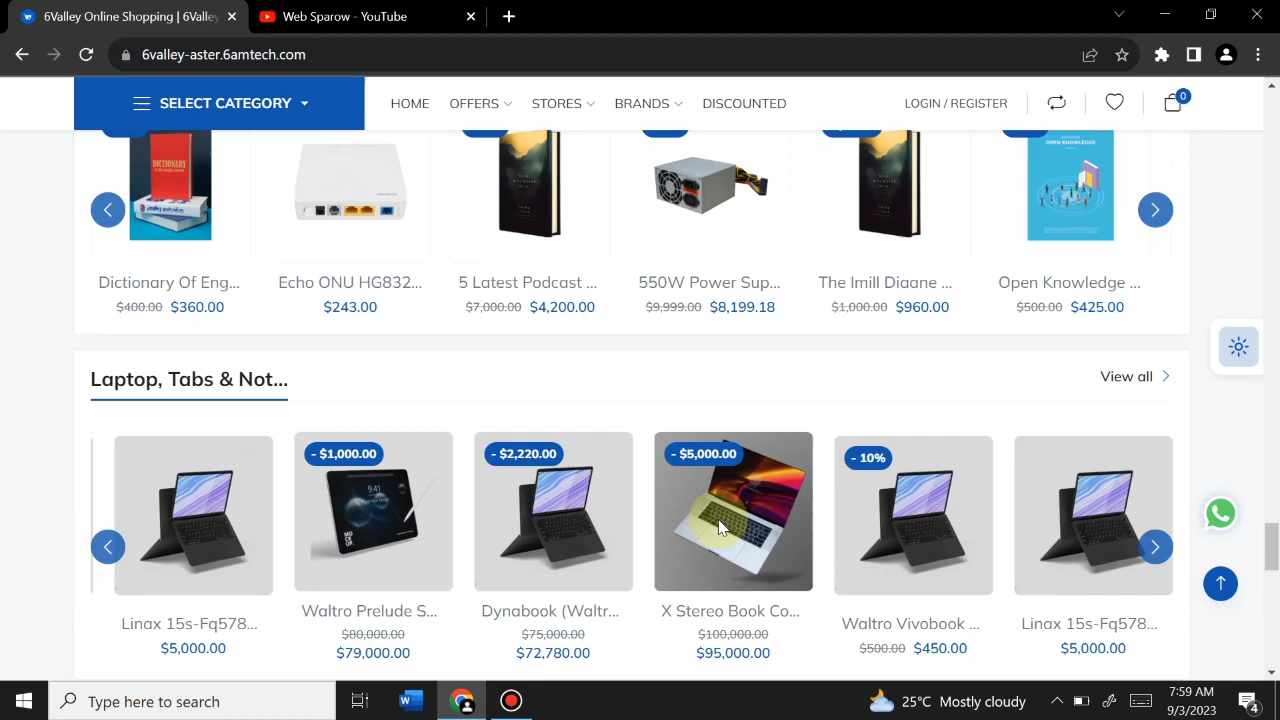 6Valley Online Shopping | 6Valley
Web Sparow - YouTube
6valley-aster.6amtech.com
SELECT CATEGORY
HOME
OFFERS
STORES
BRANDS
DISCOUNTED
LOGIN / REGISTER
0
DICTIONARY
OPEN KNOWLEDGE
Dictionary Of Eng...
Echo ONU HG832...
5 Latest Podcast ...
550W Power Sup...
The Imill Diaane ...
Open Knowledge ...
$400.00 $360.00
$243.00
$7,000.00 $4,200.00
$9,999.00 $8,199.18
$1,000.00 $960.00
$500.00 $425.00
Laptop, Tabs & Not...
View all
- $1,000.00
- $2,220.00
- $5,000.00
- 10%
9:41
Linax 15s-Fq578...
Waltro Prelude S...
Dynabook (Waltr...
X Stereo Book Co...
Waltro Vivobook ...
Linax 15s-Fq578...
$5,000.00
$80,000.00
$79,000.00
$75,000.00
$72,780.00
$100,000.00
$95,000.00
$500.00 $450.00
$5,000.00
Type here to search
25°C Mostly cloudy
7:59 AM
9/3/2023
4